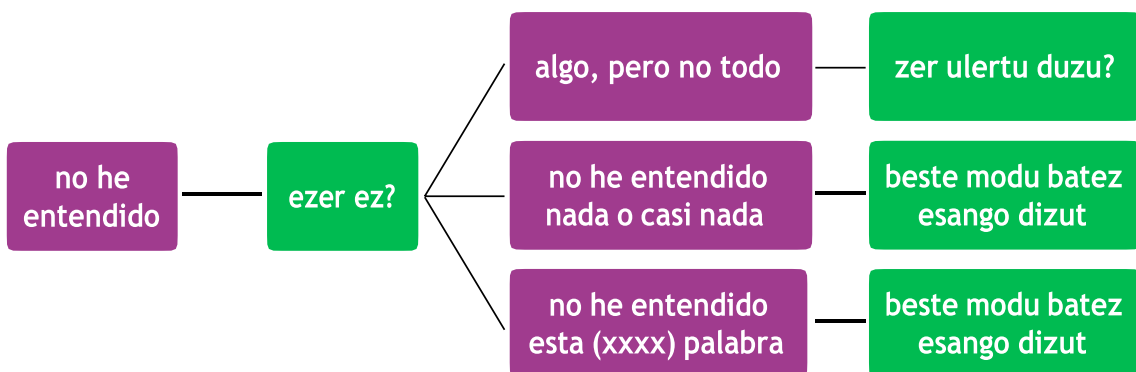 no he
entendido
ezer ez?
algo, pero no todo
zer ulertu duzu?
no he entendido
nada o casi nada
beste modu batez
esango dizut
no he entendido
esta (xxxx) palabra
beste modu batez
esango dizut